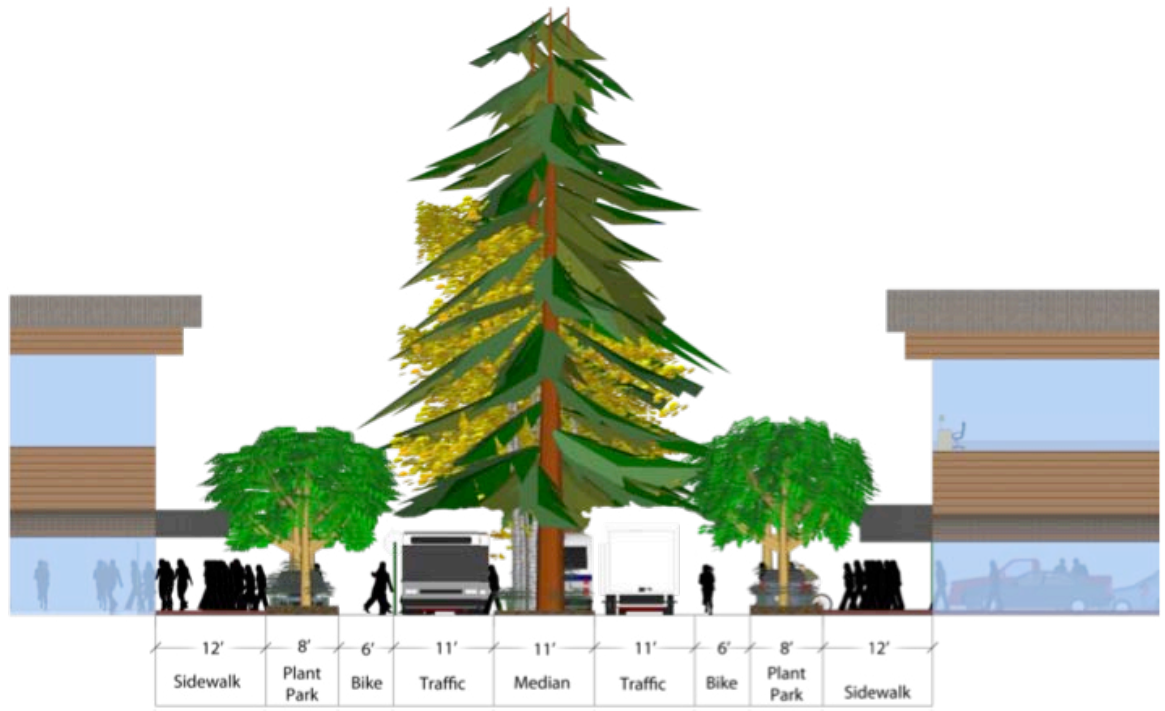 12' 8' 6' 11' 11' 11' 6' 8' 12'
Sidewalk Plant Park Bike Traffic Median Traffic Bike Plant Park Sidewalk